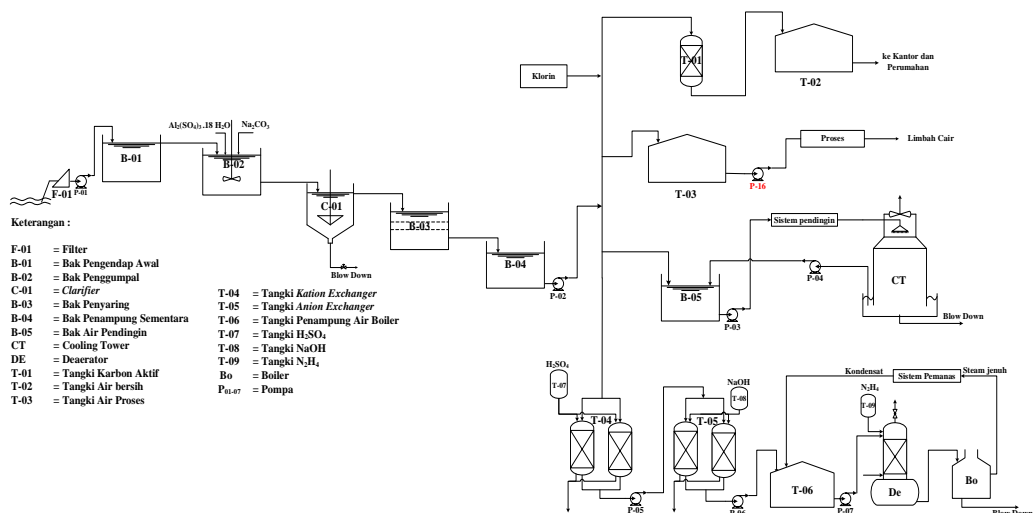 Klorin
T-01
T-02
ke Kantor dan
Perumahan
Al₂(SO₄)₃ .18 H₂O
Na₂CO₃
F-01
P-01
B-01
B-02
C-01
Blow Down
B-03
B-04
P-02
T-03
P-16
Proses
Limbah Cair
Sistem pendingin
B-05
P-03
P-04
CT
Blow Down
Keterangan :
F-01 = Filter
B-01 = Bak Pengendap Awal
B-02 = Bak Penggumpal
C-01 = Clarifier
B-03 = Bak Penyaring
B-04 = Bak Penampung Sementara
B-05 = Bak Air Pendingin
CT = Cooling Tower
DE = Deaerator
T-01 = Tangki Karbon Aktif
T-02 = Tangki Air bersih
T-03 = Tangki Air Proses
T-04 = Tangki Kation Exchanger
T-05 = Tangki Anion Exchanger
T-06 = Tangki Penampung Air Boiler
T-07 = Tangki H₂SO₄
T-08 = Tangki NaOH
T-09 = Tangki N₂H₄
Bo = Boiler
P₀₁₋₀₇ = Pompa
H₂SO₄
T-07
T-04
P-05
NaOH
T-08
T-05
P-06
Kondensat
Sistem Pemanas
Steam jenuh
N₂H₄
T-09
T-06
P-07
De
Bo
Blow Down